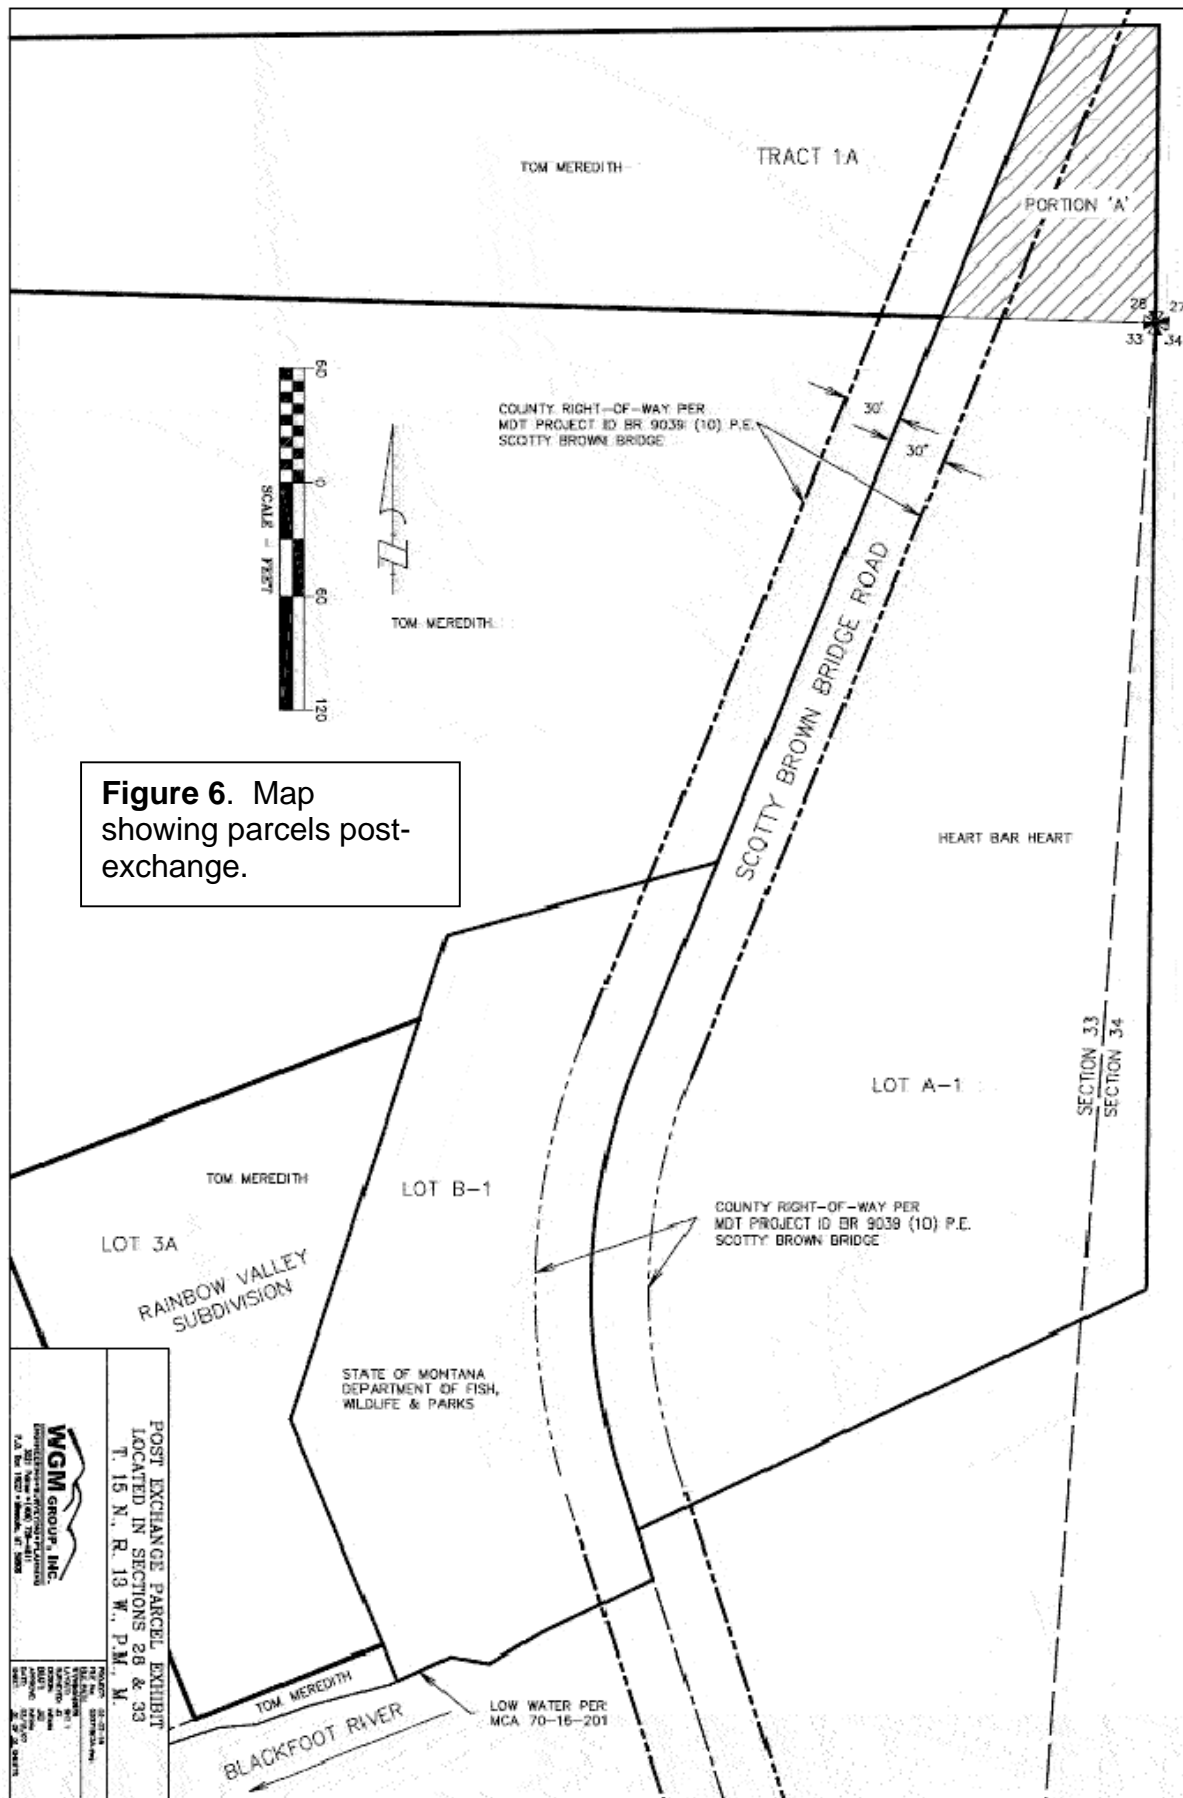 TOM MEREDITH
TRACT 1A
PORTION 'A'
28
27
33
34
COUNTY RIGHT-OF-WAY PER
MDT PROJECT ID BR 9039 (10) P.E.
SCOTTY BROWN BRIDGE
30'
30'
60
0
60
120
SCALE - FEET
N
TOM MEREDITH
SCOTTY BROWN BRIDGE ROAD
Figure 6. Map
showing parcels post-
exchange.
HEART BAR HEART
SECTION 33
SECTION 34
LOT A-1
TOM MEREDITH
LOT B-1
LOT 3A
RAINBOW VALLEY
SUBDIVISION
COUNTY RIGHT-OF-WAY PER
MDT PROJECT ID BR 9039 (10) P.E.
SCOTTY BROWN BRIDGE
STATE OF MONTANA
DEPARTMENT OF FISH,
WILDLIFE & PARKS
POST EXCHANGE PARCEL EXHIBIT
LOCATED IN SECTIONS 28 & 33
T. 15 N., R. 13 W., P.M., M.
WGM GROUP, INC.
TOM MEREDITH
LOW WATER PER
MCA 70-16-201
BLACKFOOT RIVER